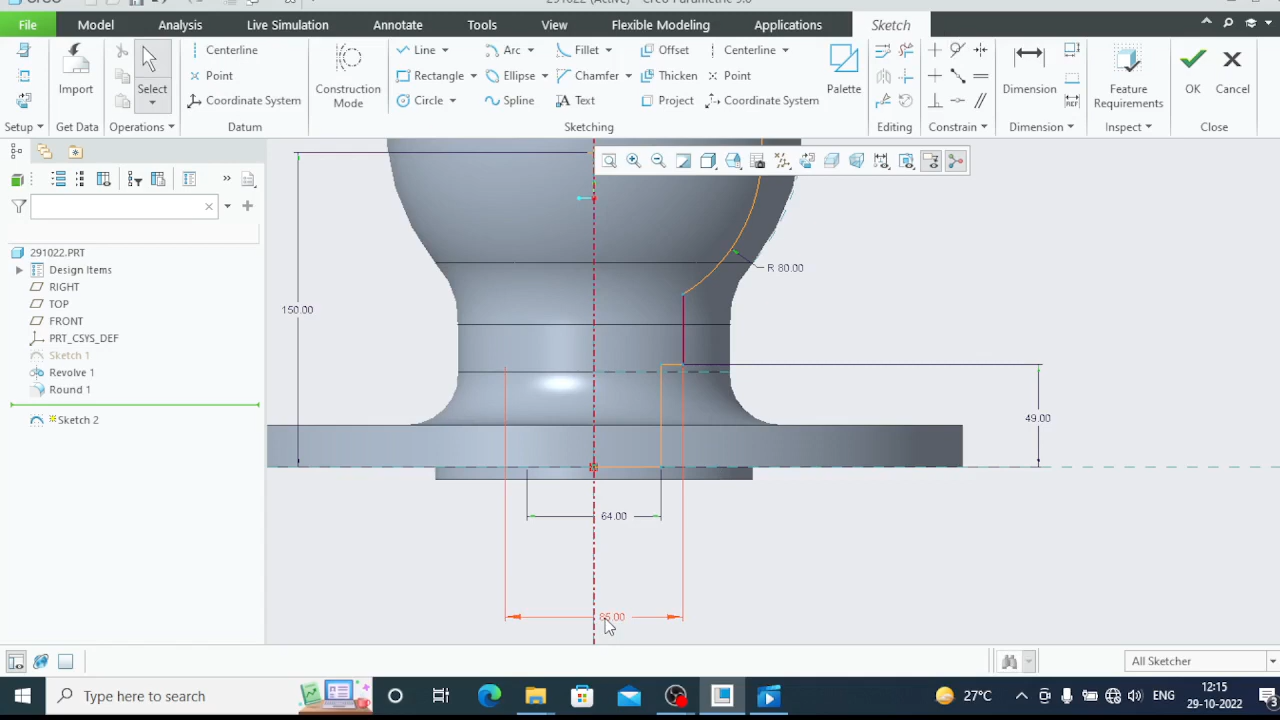 File Model Analysis Live Simulation Annotate Tools View Flexible Modeling Applications Sketch
Import
Select
Centerline
Point
Coordinate System
Construction
Mode
Line Arc Fillet Offset Centerline
Rectangle Ellipse Chamfer Thicken Point
Circle Spline Text Project Coordinate System
Palette
Dimension
REF
Feature
Requirements
OK Cancel
Setup Get Data Operations Datum Sketching Editing Constrain Dimension Inspect Close
291022.PRT
Design Items
RIGHT
TOP
FRONT
PRT_CSYS_DEF
Sketch 1
Revolve 1
Round 1
Sketch 2
R 80.00
150.00
49.00
64.00
85.00
All Sketcher
Type here to search
27°C
ENG
12:15
29-10-2022